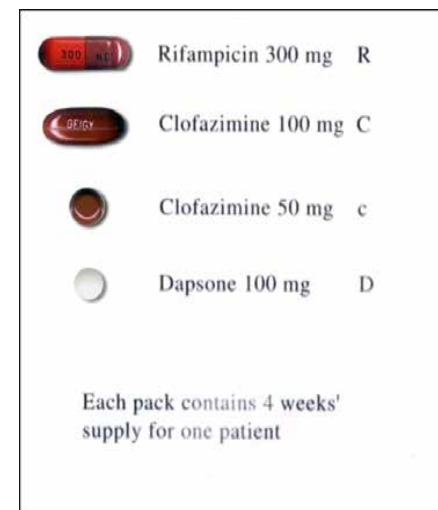 300
Rifampicin 300 mg R
GEIGY
Clofazimine 100 mg C
Clofazimine 50 mg c
Dapsone 100 mg D
Each pack contains 4 weeks'
supply for one patient